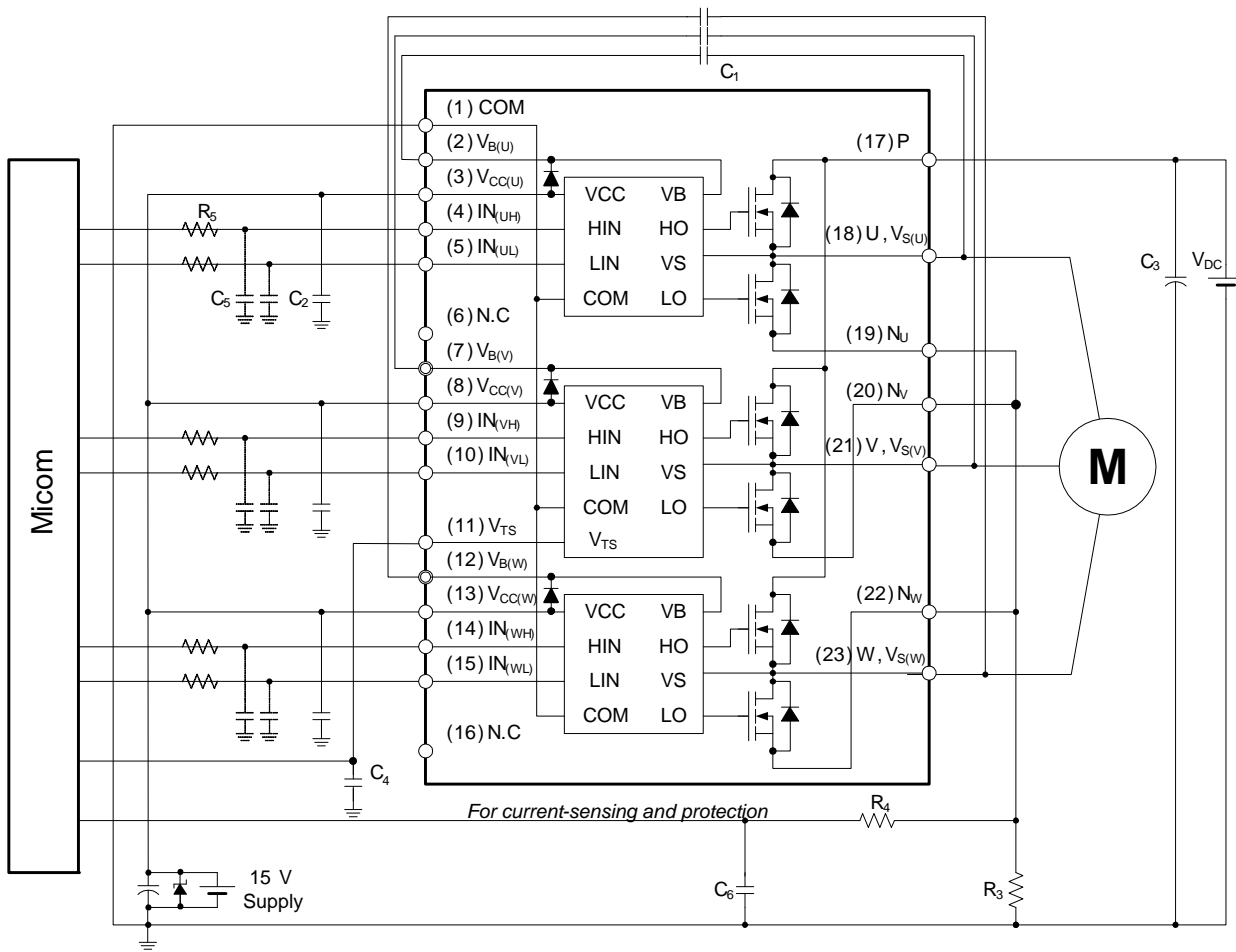 C1
(1) COM
(2) VB(U)
(3) VCC(U)
(4) IN(UH)
(5) IN(UL)
(6) N.C
(7) VB(V)
(8) VCC(V)
(9) IN(VH)
(10) IN(VL)
(11) VTS
(12) VB(W)
(13) VCC(W)
(14) IN(WH)
(15) IN(WL)
(16) N.C
VCC VB
HIN HO
LIN VS
COM LO
VCC VB
HIN HO
LIN VS
COM LO
VTS
VCC VB
HIN HO
LIN VS
COM LO
(17) P
(18) U, VS(U)
(19) NU
(20) NV
(21) V, VS(V)
(22) NW
(23) W, VS(W)
Micom
R5
C5
C2
C4
C3
VDC
M
For current-sensing and protection
R4
R3
C6
15 V
Supply